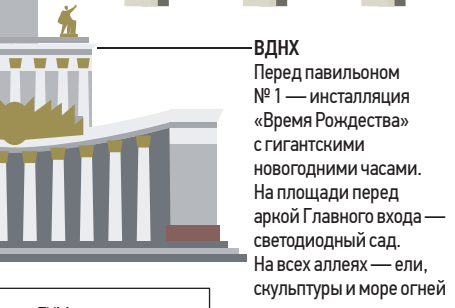 ВДНХ
Перед павильоном
№ 1 — инсталляция
«Время Рождества»
с гигантскими
новогодними часами.
На площади перед
аркой Главного входа —
светодиодный сад.
На всех аллеях — ели,
скульптуры и море огней